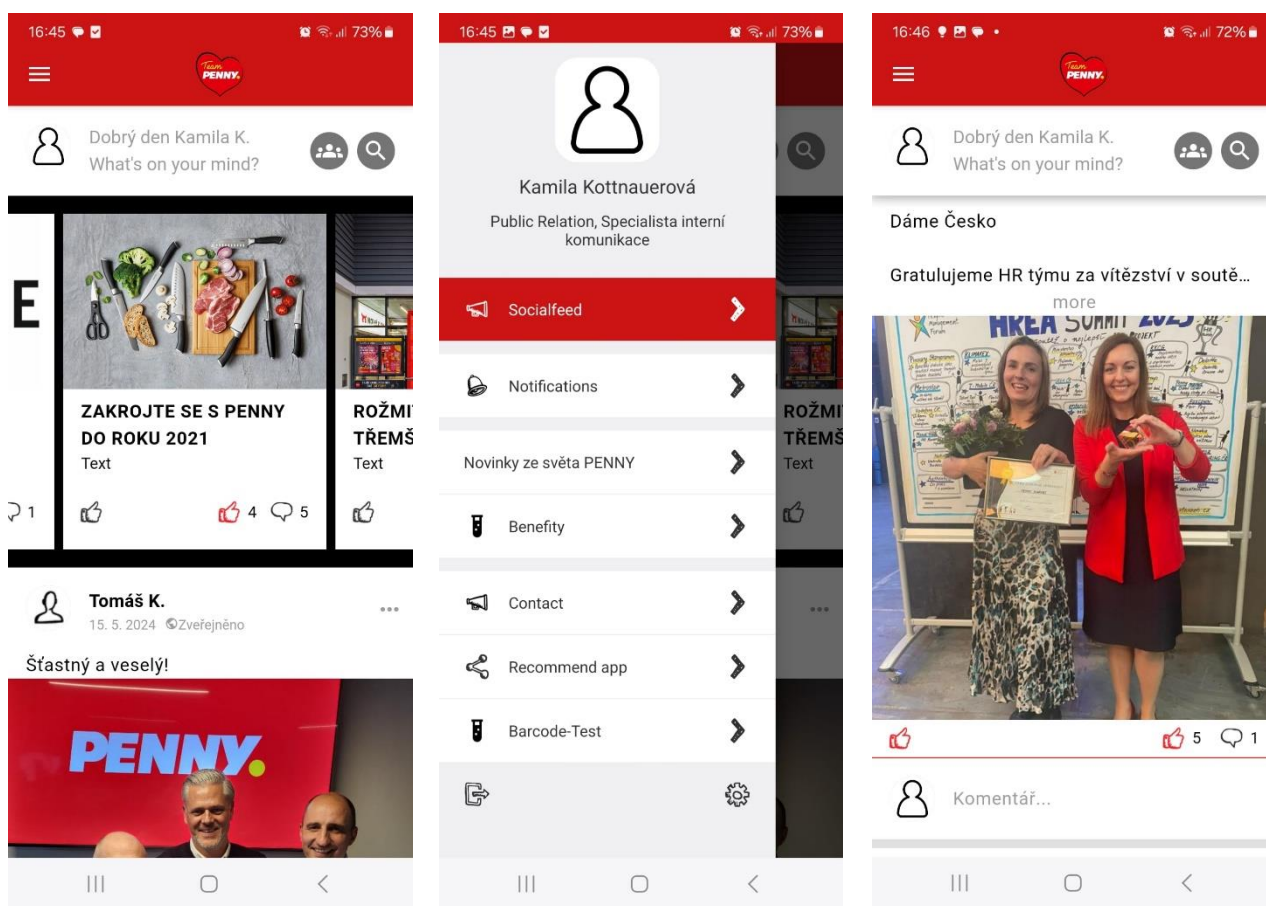 16:45
73%
Team
PENNY.
Dobrý den Kamila K.
What's on your mind?
E
ZAKROJTE SE S PENNY
DO ROKU 2021
Text
1
4
5
ROŽMI
TŘEMŠ
Text
Tomáš K.
15. 5. 2024 Zveřejněno
...
Šťastný a veselý!
PENNY.
16:45
73%
Kamila Kottnauerová
Public Relation, Specialista interní
komunikace
Socialfeed
Notifications
Novinky ze světa PENNY
Benefity
Contact
Recommend app
Barcode-Test
ROŽMI
TŘEMŠ
Text
...
16:46
72%
Team
PENNY.
Dobrý den Kamila K.
What's on your mind?
Dáme Česko
Gratulujeme HR týmu za vítězství v soutě...
more
HREA SUMMIT 2023
5
1
Komentář...